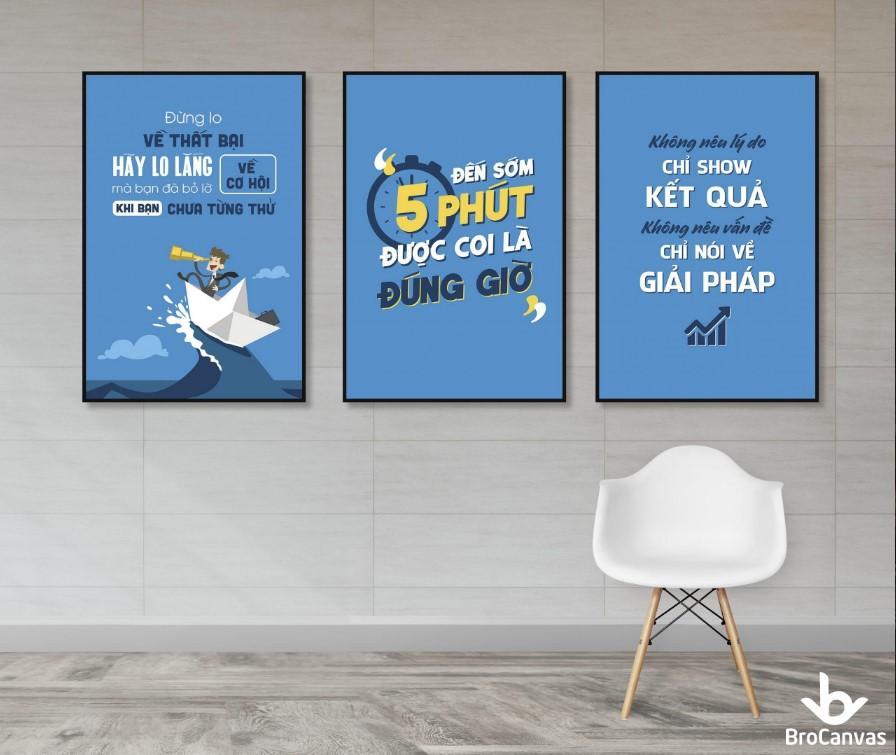 Đừng lo
VỀ THẤT BẠI
HÃY LO LẮNG VỀ CƠ HỘI
mà bạn đã bỏ lỡ
KHI BẠN CHƯA TỪNG THỬ
ĐẾN SỚM
5 PHÚT
ĐƯỢC COI LÀ
ĐÚNG GIỜ
Không nêu lý do
CHỈ SHOW
KẾT QUẢ
Không nêu vấn đề
CHỈ NÓI VỀ
GIẢI PHÁP
BroCanvas